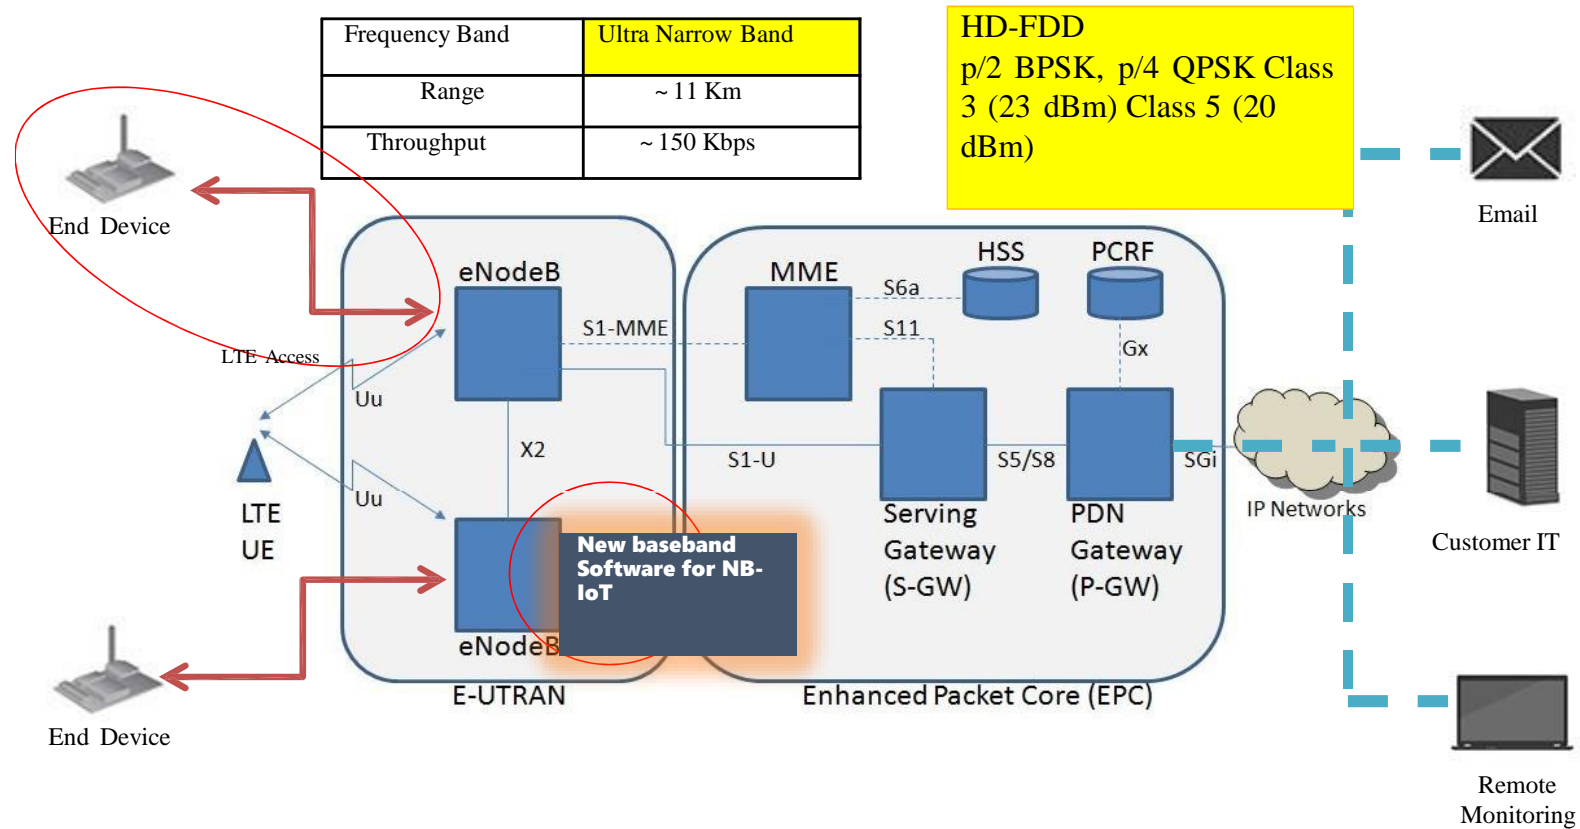 Frequency Band
Ultra Narrow Band
Range
~ 11 Km
Throughput
~ 150 Kbps
HD-FDD
p/2 BPSK, p/4 QPSK Class
3 (23 dBm) Class 5 (20
dBm)
End Device
Email
eNodeB
MME
HSS
PCRF
S6a
S11
S1-MME
Gx
LTE Access
Uu
X2
S1-U
S5/S8
SGi
Uu
LTE
UE
Serving
Gateway
(S-GW)
PDN
Gateway
(P-GW)
IP Networks
Customer IT
New baseband
Software for NB-
IoT
eNodeB
E-UTRAN
Enhanced Packet Core (EPC)
End Device
Remote
Monitoring